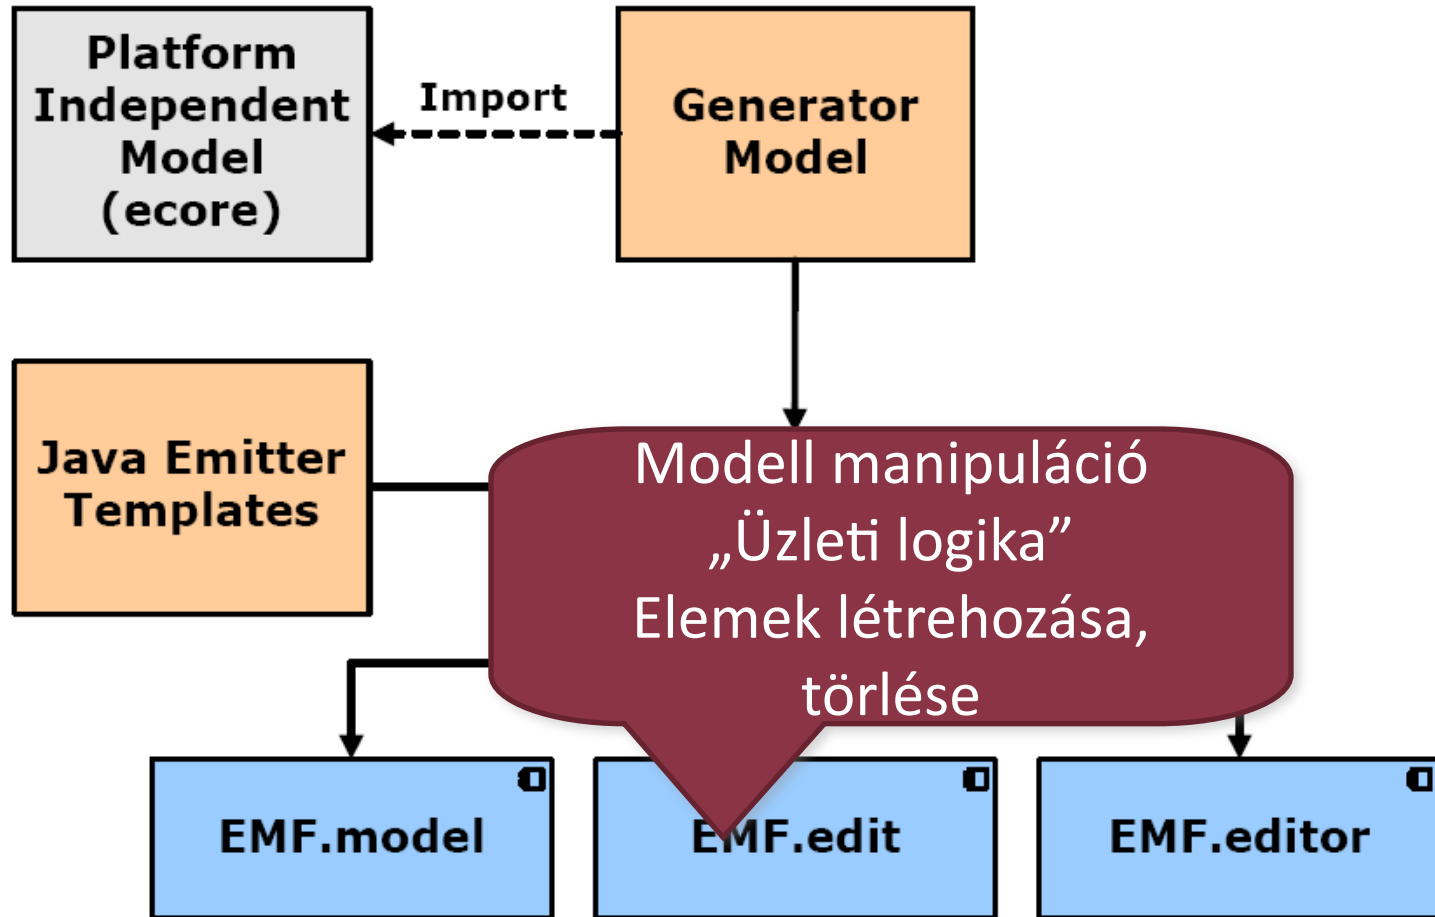 Platform
Independent
Model
(ecore)
Import
Generator
Model
Java Emitter
Templates
Modell manipuláció
„Üzleti logika”
Elemek létrehozása,
törlése
EMF.model
EMF.edit
EMF.editor